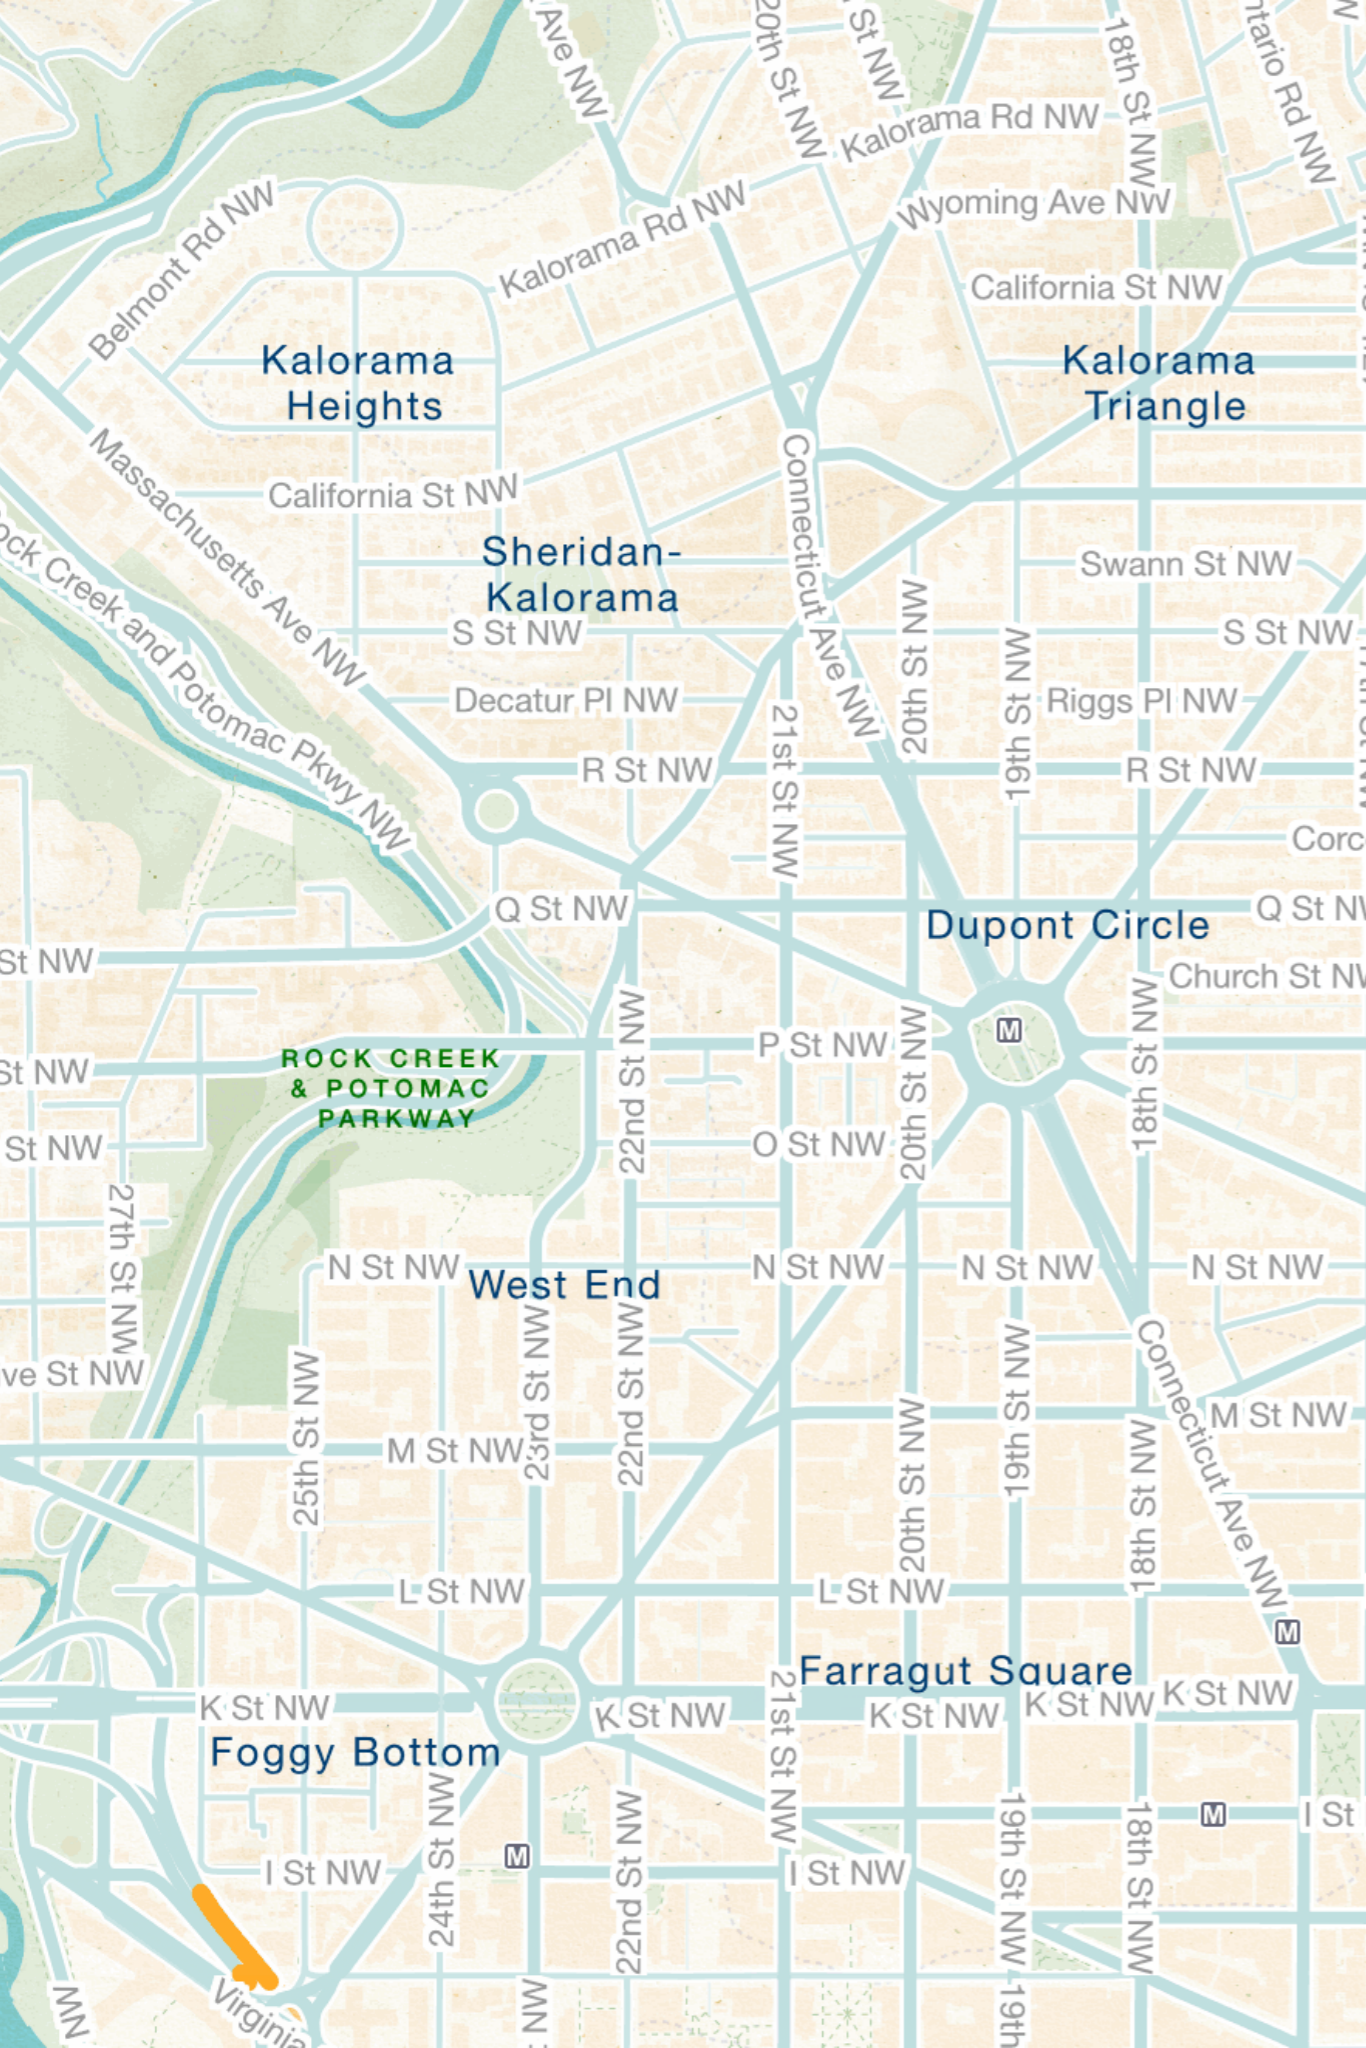 Ave NW
20th St NW
St NW
18th St NW
ntario Rd NW
Kalorama Rd NW
Wyoming Ave NW
Belmont Rd NW
Kalorama Rd NW
California St NW
Kalorama
Heights
Kalorama
Triangle
Massachusetts Ave NW
California St NW
Connecticut Ave NW
ock Creek and Potomac Pkwy NW
Sheridan-
Kalorama
Swann St NW
S St NW
20th St NW
19th St NW
S St NW
Decatur Pl NW
21st St NW
Riggs Pl NW
R St NW
R St NW
Corc
Q St NW
Dupont Circle
Q St NW
St NW
Church St NW
22nd St NW
20th St NW
M
18th St NW
P St NW
ROCK CREEK
& POTOMAC
PARKWAY
St NW
St NW
O St NW
27th St NW
N St NW
West End
N St NW
N St NW
N St NW
23rd St NW
22nd St NW
25th St NW
19th St NW
Connecticut Ave NW
ve St NW
M St NW
20th St NW
18th St NW
M St NW
L St NW
L St NW
M
Farragut Square
K St NW
K St NW
21st St NW
K St NW
K St NW
K St NW
Foggy Bottom
24th St NW
22nd St NW
19th St NW
18th St NW
M
I St
M
I St NW
I St NW
Virginia
NW
NW
19th